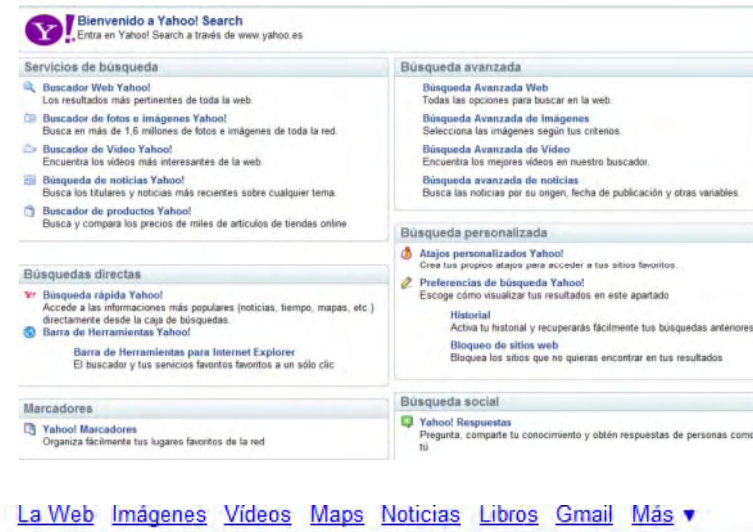 Bienvenido a Yahoo! Search
Entra en Yahoo! Search a través de www.yahoo.es
Servicios de búsqueda
Buscador Web Yahoo!
Los resultados más pertinentes de toda la web.
Buscador de fotos e imágenes Yahoo!
Busca en más de 1,6 millones de fotos e imágenes de toda la red.
Buscador de Video Yahoo!
Encuentra los vídeos más interesantes de la web.
Búsqueda de noticias Yahoo!
Busca los titulares y noticias más recientes sobre cualquier tema.
Buscador de productos Yahoo!
Busca y compara los precios de miles de artículos de tiendas online
Búsquedas directas
Búsqueda rápida Yahoo!
Accede a las informaciones más populares (noticias, tiempo, mapas, etc.)
directamente desde la caja de búsquedas.
Barra de Herramientas Yahoo!
Barra de Herramientas para Internet Explorer
El buscador y tus servicios favoritos favoritos a un sólo clic
Marcadores
Yahoo! Marcadores
Organiza fácilmente tus lugares favoritos de la red
Búsqueda avanzada
Búsqueda Avanzada Web
Todas las opciones para buscar en la web.
Búsqueda Avanzada de Imágenes
Selecciona las imágenes según tus criterios.
Búsqueda Avanzada de Video
Encuentra los mejores vídeos en nuestro buscador.
Búsqueda avanzada de noticias
Busca las noticias por su origen, fecha de publicación y otras variables.
Búsqueda personalizada
Atajos personalizados Yahoo!
Crea tus propios atajos para acceder a tus sitios favoritos.
Preferencias de búsqueda Yahoo!
Escoge cómo visualizar tus resultados en este apartado
Historial
Activa tu historial y recuperarás fácilmente tus búsquedas anteriores
Bloqueo de sitios web
Bloquea los sitios que no quieras encontrar en tus resultados
Búsqueda social
Yahoo! Respuestas
Pregunta, comparte tu conocimiento y obtén respuestas de personas como
tú
La Web Imágenes Vídeos Maps Noticias Libros Gmail Más ▼